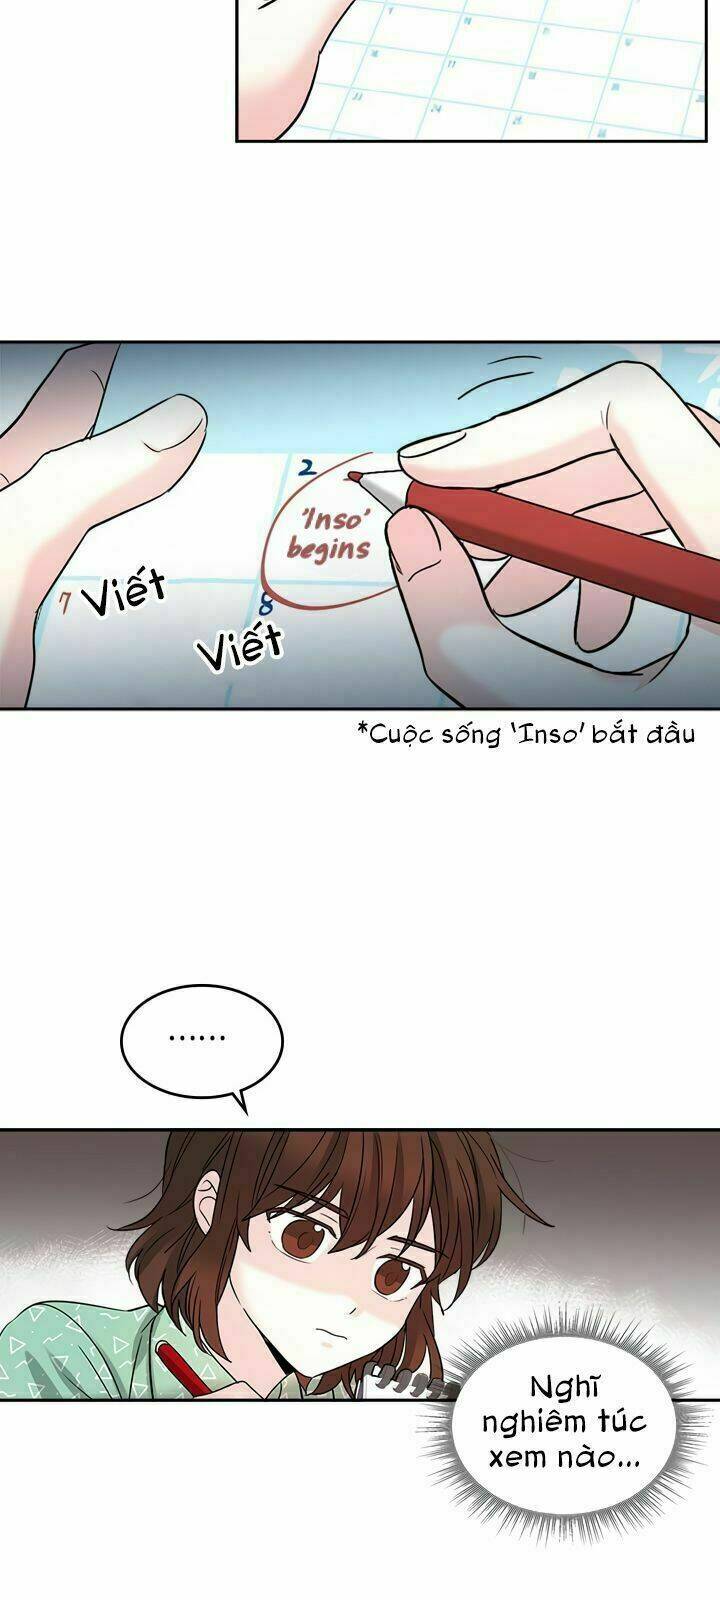 2
'Inso'
begins
7
8
Viết
Viết
*Cuộc sống 'Inso' bắt đầu
......
Nghĩ
nghiêm túc
xem nào...